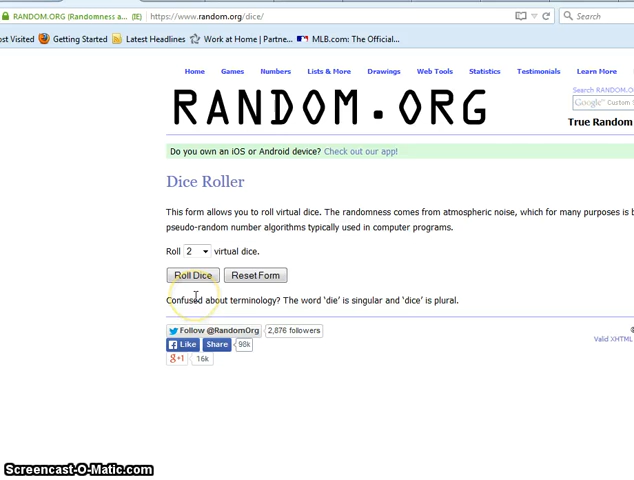 RANDOM.ORG (Randomness a... (IE) https://www.random.org/dice/ Search
ost Visited Getting Started Latest Headlines Work at Home | Partne... MLB.com: The Official...
Home Games Numbers Lists & More Drawings Web Tools Statistics Testimonials Learn More
Search RANDOM.O
RANDOM.ORG
Google Custom S
True Random
Do you own an iOS or Android device? Check out our app!
Dice Roller
This form allows you to roll virtual dice. The randomness comes from atmospheric noise, which for many purposes is b
pseudo-random number algorithms typically used in computer programs.
Roll 2 virtual dice.
Roll Dice Reset Form
Confused about terminology? The word ‘die’ is singular and ‘dice’ is plural.
Follow @RandomOrg 2,876 followers
Like Share 98k
Valid XHTML
g+1 16k
Screencast-O-Matic.com